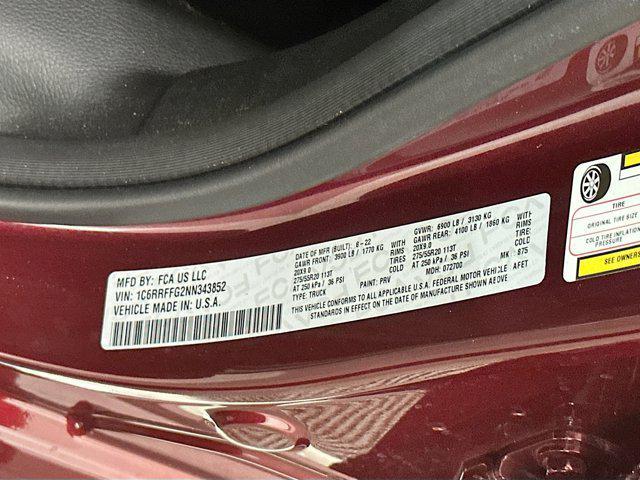 MFD BY: FCA US LLC
VIN: 1C6RRFFG2NN343852
VEHICLE MADE IN: U.S.A.
DATE OF MFR (BUILT): 8-22
GAWR FRONT: 3900 LB / 1770 KG WITH
20X9.0 RIMS
275/55R20 113T TIRES
AT 250 kPa / 36 PSI COLD
TYPE: TRUCK PAINT: PRV
GVWR: 6900 LB / 3130 KG
GAWR REAR: 4100 LB / 1860 KG WITH
20X9.0 RIMS
275/55R20 113T TIRES
AT 250 kPa / 36 PSI COLD
MDH: 072700 MK: 875
THIS VEHICLE CONFORMS TO ALL APPLICABLE U.S.A. FEDERAL MOTOR VEHICLE SAFET
STANDARDS IN EFFECT ON THE DATE OF MANUFACTURE SHOWN ABOVE
TIRE
ORIGINAL TIRE SIZE
COLD TIRE INFLATION
SEE OWNERS